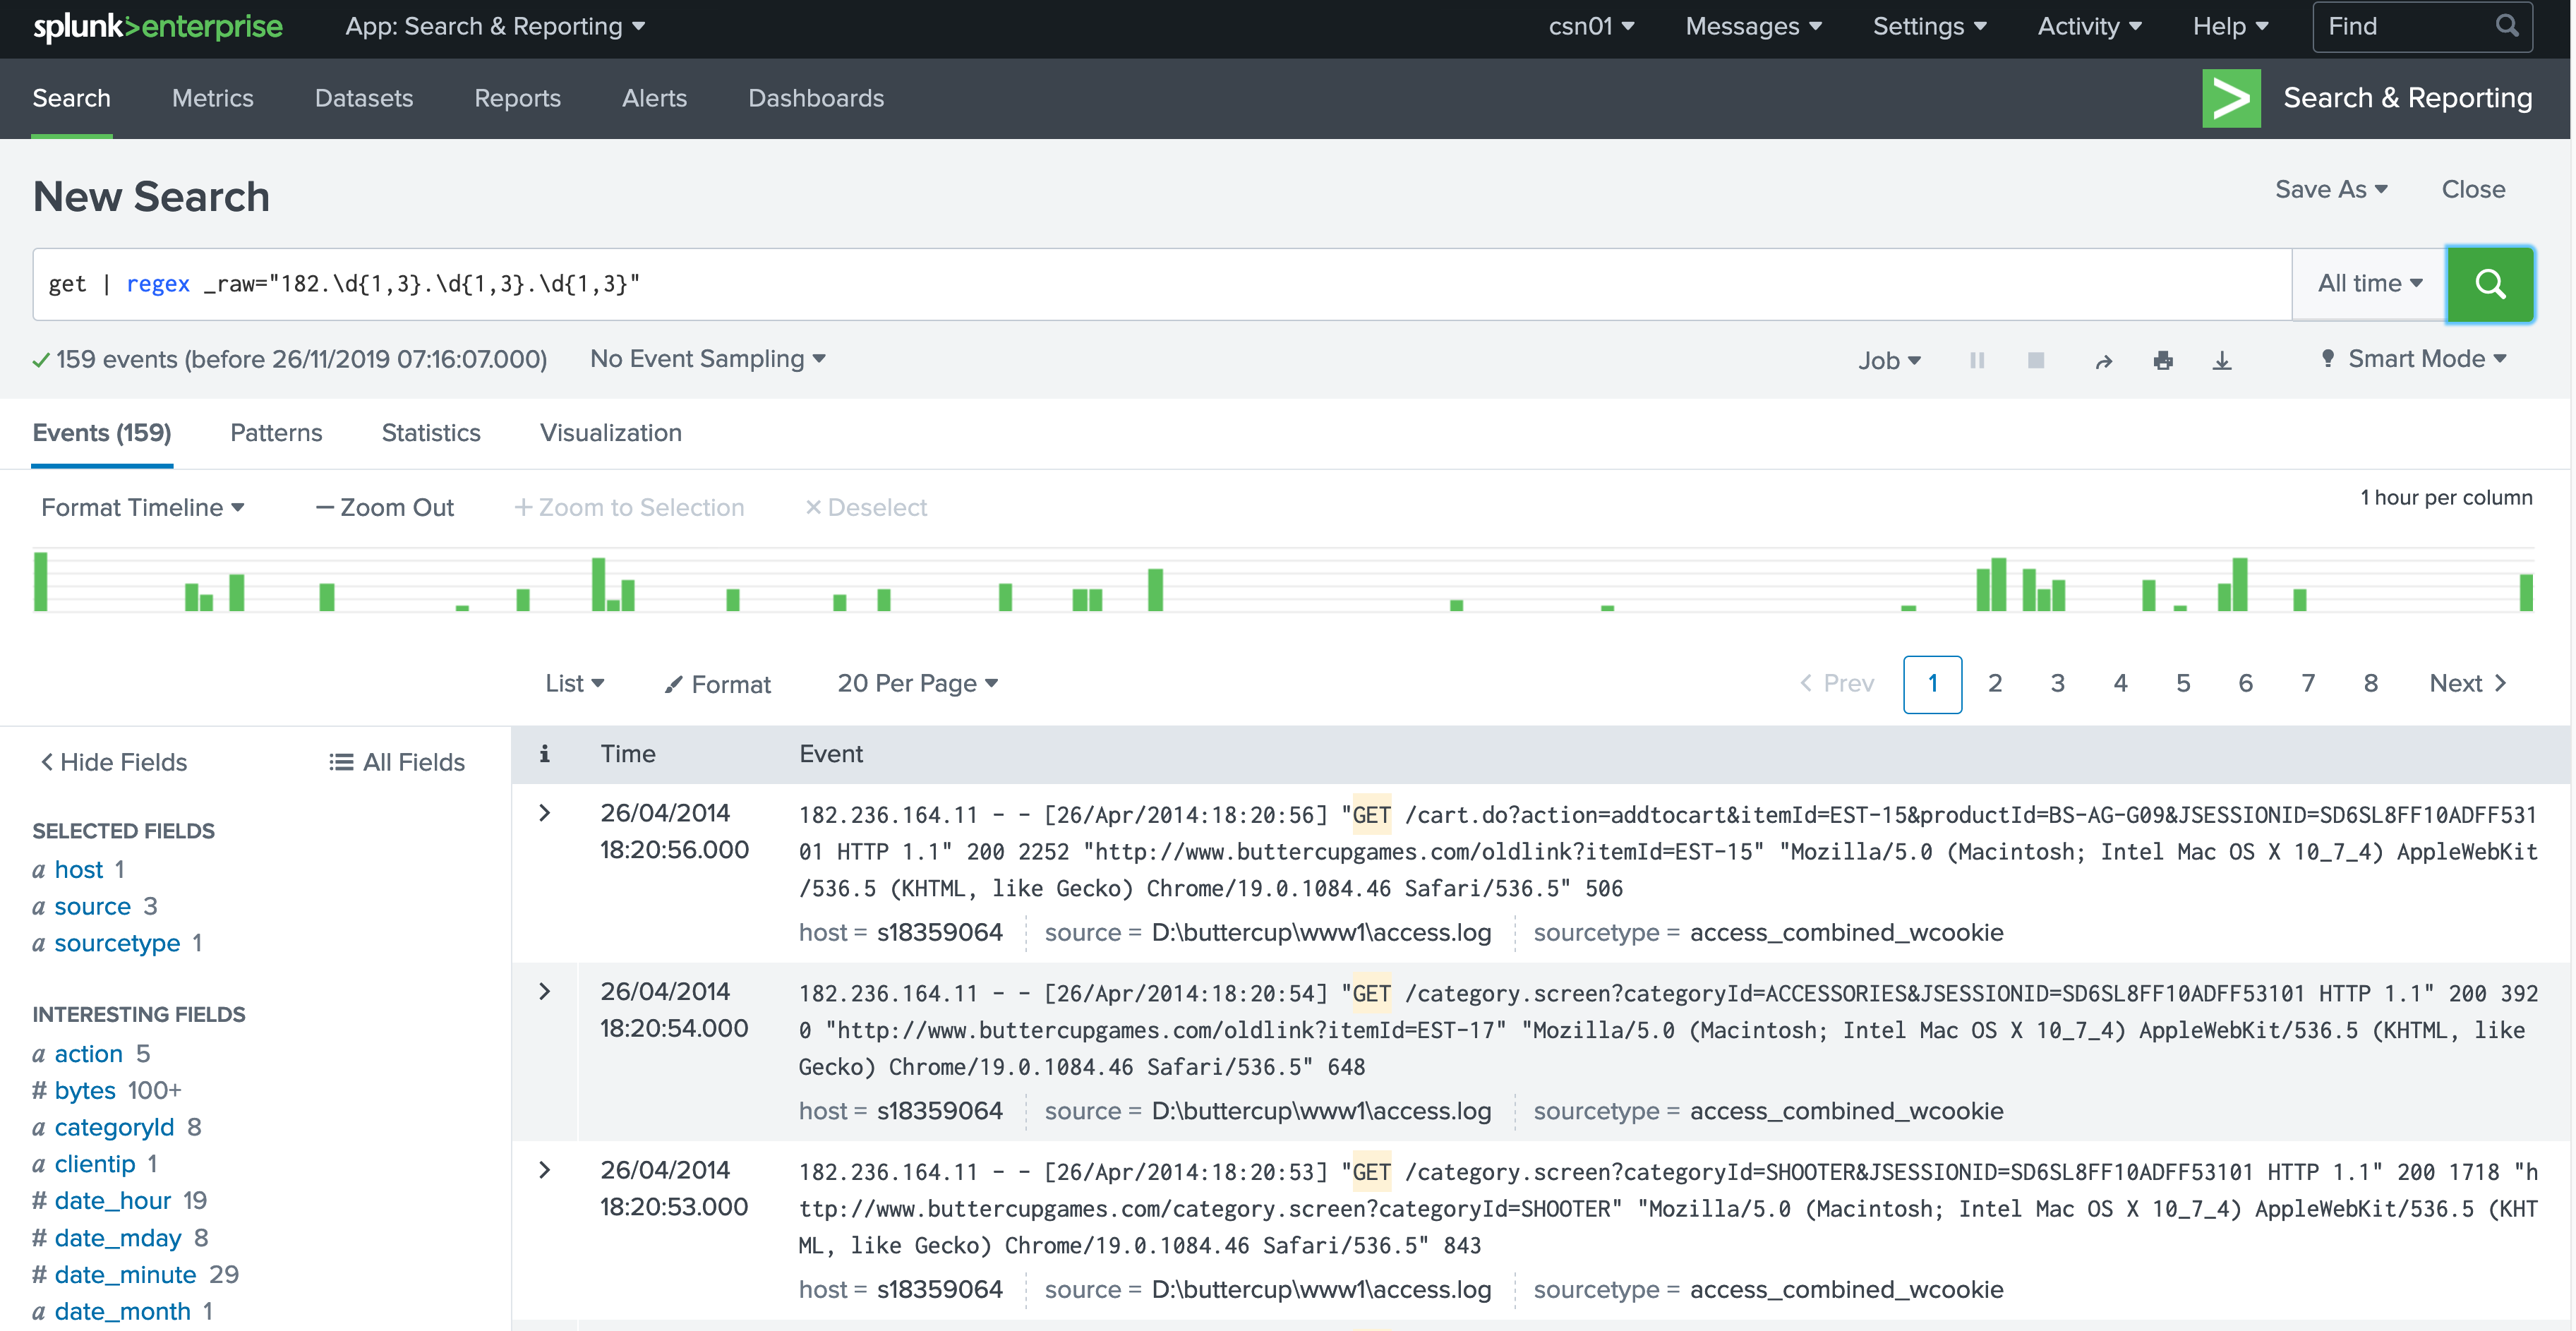 splunk>enterprise App: Search & Reporting csn01 Messages Settings Activity Help Find
Search Metrics Datasets Reports Alerts Dashboards Search & Reporting
New Search Save As Close
get | regex _raw="182.\d{1,3}.\d{1,3}.\d{1,3}" All time
159 events (before 26/11/2019 07:16:07.000) No Event Sampling Job Smart Mode
Events (159) Patterns Statistics Visualization
Format Timeline — Zoom Out + Zoom to Selection × Deselect 1 hour per column
List Format 20 Per Page < Prev 1 2 3 4 5 6 7 8 Next >
< Hide Fields All Fields
SELECTED FIELDS
a host 1
a source 3
a sourcetype 1
INTERESTING FIELDS
a action 5
# bytes 100+
a categoryId 8
a clientip 1
# date_hour 19
# date_mday 8
# date_minute 29
a date_month 1
i Time Event
> 26/04/2014
18:20:56.000
182.236.164.11 - - [26/Apr/2014:18:20:56] "GET /cart.do?action=addtocart&itemId=EST-15&productId=BS-AG-G09&JSESSIONID=SD6SL8FF10ADFF531
01 HTTP 1.1" 200 2252 "http://www.buttercupgames.com/oldlink?itemId=EST-15" "Mozilla/5.0 (Macintosh; Intel Mac OS X 10_7_4) AppleWebKit
/536.5 (KHTML, like Gecko) Chrome/19.0.1084.46 Safari/536.5" 506
host = s18359064 source = D:\buttercup\www1\access.log sourcetype = access_combined_wcookie
> 26/04/2014
18:20:54.000
182.236.164.11 - - [26/Apr/2014:18:20:54] "GET /category.screen?categoryId=ACCESSORIES&JSESSIONID=SD6SL8FF10ADFF53101 HTTP 1.1" 200 392
0 "http://www.buttercupgames.com/oldlink?itemId=EST-17" "Mozilla/5.0 (Macintosh; Intel Mac OS X 10_7_4) AppleWebKit/536.5 (KHTML, like
Gecko) Chrome/19.0.1084.46 Safari/536.5" 648
host = s18359064 source = D:\buttercup\www1\access.log sourcetype = access_combined_wcookie
> 26/04/2014
18:20:53.000
182.236.164.11 - - [26/Apr/2014:18:20:53] "GET /category.screen?categoryId=SHOOTER&JSESSIONID=SD6SL8FF10ADFF53101 HTTP 1.1" 200 1718 "h
ttp://www.buttercupgames.com/category.screen?categoryId=SHOOTER" "Mozilla/5.0 (Macintosh; Intel Mac OS X 10_7_4) AppleWebKit/536.5 (KHT
ML, like Gecko) Chrome/19.0.1084.46 Safari/536.5" 843
host = s18359064 source = D:\buttercup\www1\access.log sourcetype = access_combined_wcookie